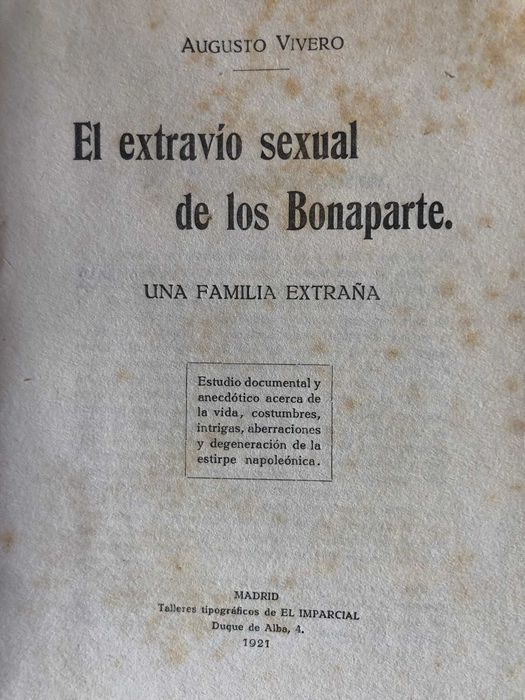 AUGUSTO VIVERO
El extravío sexual
de los Bonaparte.
UNA FAMILIA EXTRAÑA
Estudio documental y
anecdótico acerca de
la vida, costumbres,
intrigas, aberraciones
y degeneración de la
estirpe napoleónica.
MADRID
Talleres tipográficos de EL IMPARCIAL
Duque de Alba, 4.
1921